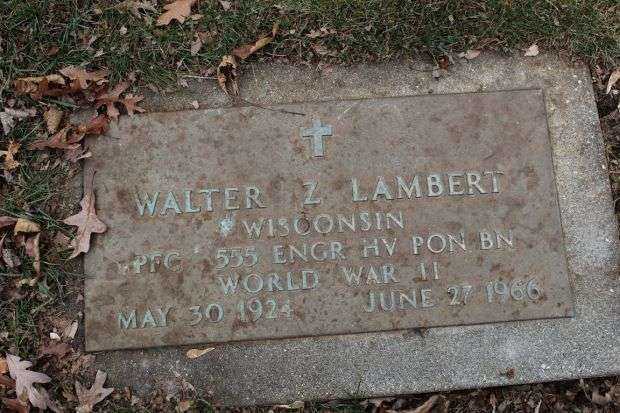 WALTER Z LAMBERT
WISCONSIN
PFC 555 ENGR HV PON BN
WORLD WAR II
MAY 30 1924 JUNE 27 1966